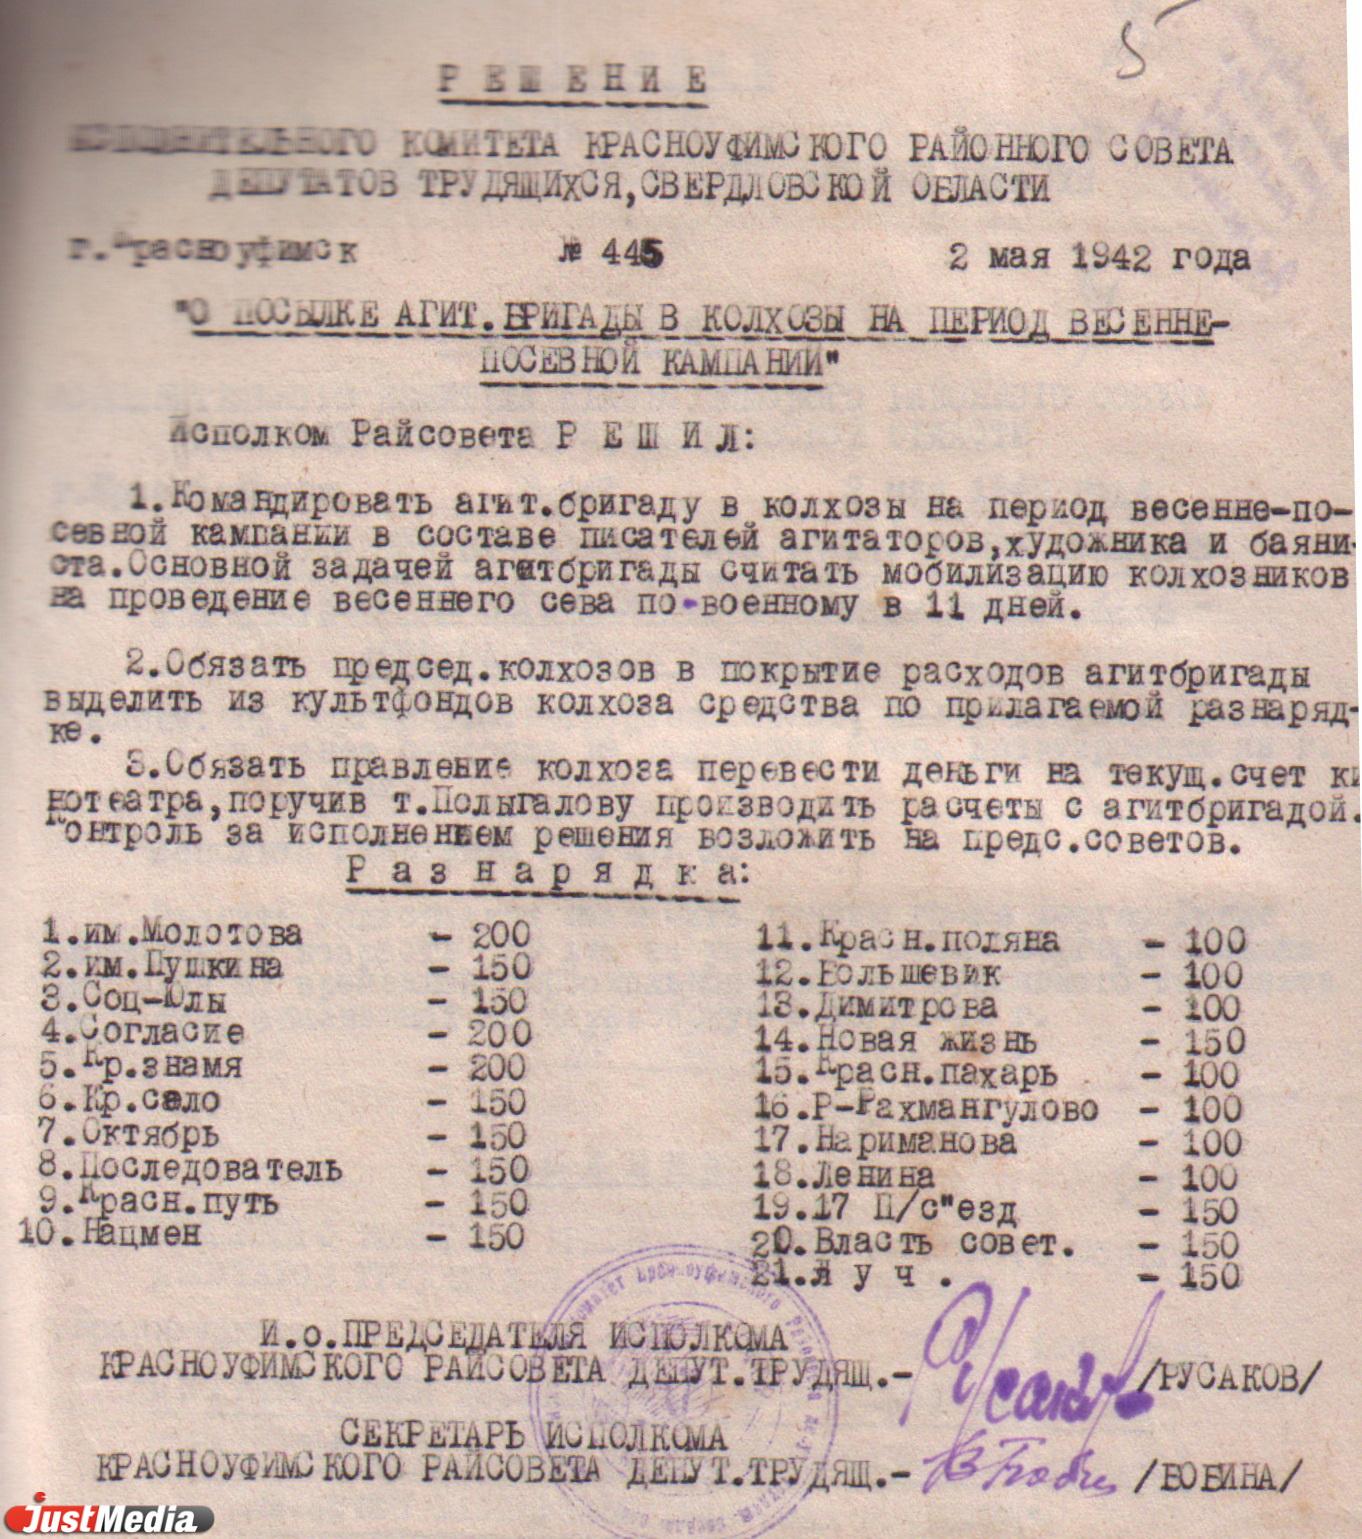 5
Р Е Ш Е Н И Е
ИСПОЛНИТЕЛЬНОГО КОМИТЕТА КРАСНОУФИМСКОГО РАЙОННОГО СОВЕТА
ДЕПУТАТОВ ТРУДЯЩИХСЯ,СВЕРДЛОВСКОЙ ОБЛАСТИ
г.Красноуфимск № 445 2 мая 1942 года
"О ПОСЫЛКЕ АГИТ.БРИГАДЫ В КОЛХОЗЫ НА ПЕРИОД ВЕСЕННЕ-
ПОСЕВНОЙ КАМПАНИИ"
Исполком Райсовета Р Е Ш И Л:
1.Командировать агит.бригаду в колхозы на период весенне-по-
севной кампании в составе писателей агитаторов,художника и баяни-
ста.Основной задачей агитбригады считать мобилизацию колхозников
на проведение весеннего сева по-военному в 11 дней.
2.Обязать председ.колхозов в покрытие расходов агитбригады
выделить из культфондов колхоза средства по прилагаемой разнаряд-
ке.
3.Обязать правление колхоза перевести деньги на текущ.счет ки
нотеатра,поручив т.Полыгалову производить расчеты с агитбригадой.
Контроль за исполнением решения возложить на предс.советов.
Р а з н а р я д к а:
1.им.Молотова - 200
2.им.Пушкина - 150
3.Соц-Юлы - 150
4.Согласие - 200
5.Кр.знамя - 200
6.Кр.село - 150
7.Октябрь - 150
8.Последователь - 150
9.Красн.путь - 150
10.Нацмен - 150
11.Красн.поляна - 100
12.Большевик - 100
13.Димитрова - 100
14.Новая жизнь - 150
15.Красн.пахарь - 100
16.Р-Рахмангулово - 100
17.Нариманова - 100
18.Ленина - 100
19.17 П/с"езд - 150
20.Власть совет. - 150
21.Л у ч . - 150
И.о.ПРЕДСЕДАТЕЛЯ ИСПОЛКОМА
КРАСНОУФИМСКОГО РАЙСОВЕТА ДЕПУТ.ТРУДЯЩ.- Русаков /РУСАКОВ/
СЕКРЕТАРЬ ИСПОЛКОМА
КРАСНОУФИМСКОГО РАЙСОВЕТА ДЕПУТ.ТРУДЯЩ.- /БОБИНА/
JustMedia